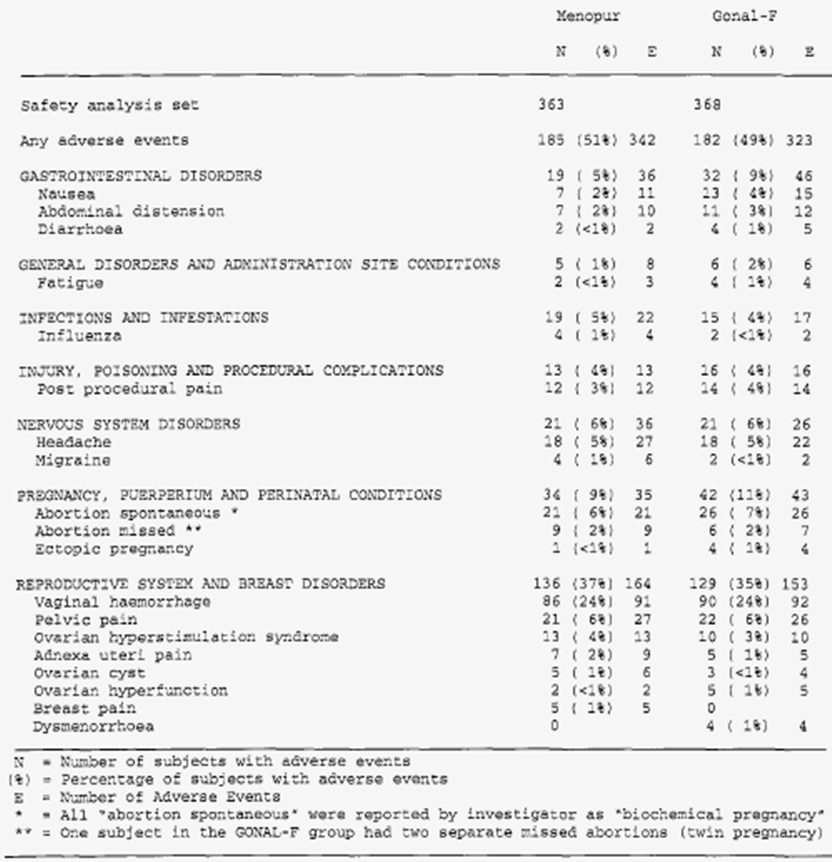 Menopur Gonal-F
N (%) E N (%) E
Safety analysis set 363 368
Any adverse events 185 (51%) 342 182 (49%) 323
GASTROINTESTINAL DISORDERS 19 ( 5%) 36 32 ( 9%) 46
Nausea 7 ( 2%) 11 13 ( 4%) 15
Abdominal distension 7 ( 2%) 10 11 ( 3%) 12
Diarrhoea 2 (<1%) 2 4 ( 1%) 5
GENERAL DISORDERS AND ADMINISTRATION SITE CONDITIONS 5 ( 1%) 8 6 ( 2%) 6
Fatigue 2 (<1%) 3 4 ( 1%) 4
INFECTIONS AND INFESTATIONS 19 ( 5%) 22 15 ( 4%) 17
Influenza 4 ( 1%) 4 2 (<1%) 2
INJURY, POISONING AND PROCEDURAL COMPLICATIONS 13 ( 4%) 13 16 ( 4%) 16
Post procedural pain 12 ( 3%) 12 14 ( 4%) 14
NERVOUS SYSTEM DISORDERS 21 ( 6%) 36 21 ( 6%) 26
Headache 18 ( 5%) 27 18 ( 5%) 22
Migraine 4 ( 1%) 6 2 (<1%) 2
PREGNANCY, PUERPERIUM AND PERINATAL CONDITIONS 34 ( 9%) 35 42 (11%) 43
Abortion spontaneous * 21 ( 6%) 21 26 ( 7%) 26
Abortion missed ** 9 ( 2%) 9 6 ( 2%) 7
Ectopic pregnancy 1 (<1%) 1 4 ( 1%) 4
REPRODUCTIVE SYSTEM AND BREAST DISORDERS 136 (37%) 164 129 (35%) 153
Vaginal haemorrhage 86 (24%) 91 90 (24%) 92
Pelvic pain 21 ( 6%) 27 22 ( 6%) 26
Ovarian hyperstimulation syndrome 13 ( 4%) 13 10 ( 3%) 10
Adnexa uteri pain 7 ( 2%) 9 5 ( 1%) 5
Ovarian cyst 5 ( 1%) 6 3 (<1%) 4
Ovarian hyperfunction 2 (<1%) 2 5 ( 1%) 5
Breast pain 5 ( 1%) 5 0
Dysmenorrhoea 0 4 ( 1%) 4
N = Number of subjects with adverse events
(%) = Percentage of subjects with adverse events
E = Number of Adverse Events
* = All "abortion spontaneous" were reported by investigator as "biochemical pregnancy"
** = One subject in the GONAL-F group had two separate missed abortions (twin pregnancy)